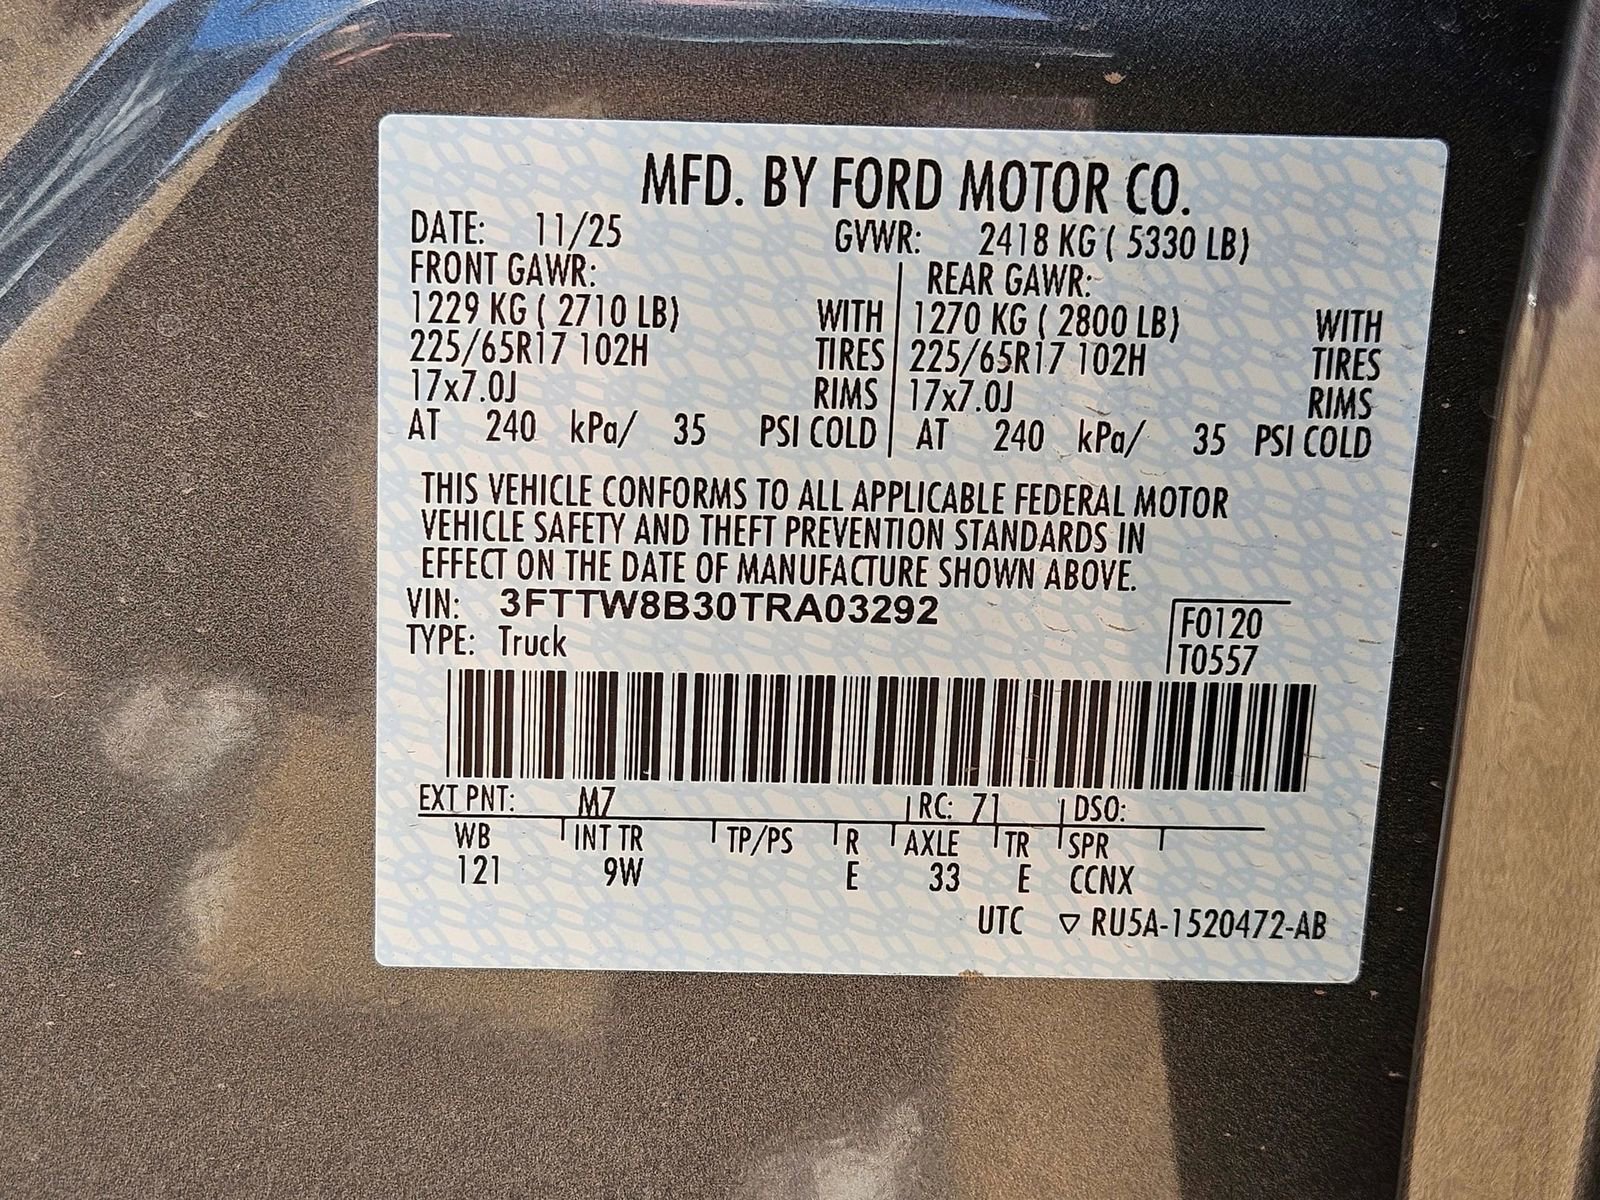 MFD. BY FORD MOTOR CO.
DATE: 11/25 GVWR: 2418 KG ( 5330 LB)
FRONT GAWR: REAR GAWR:
1229 KG ( 2710 LB) WITH 1270 KG ( 2800 LB) WITH
225/65R17 102H TIRES 225/65R17 102H TIRES
17x7.0J RIMS 17x7.0J RIMS
AT 240 kPa/ 35 PSI COLD AT 240 kPa/ 35 PSI COLD
THIS VEHICLE CONFORMS TO ALL APPLICABLE FEDERAL MOTOR
VEHICLE SAFETY AND THEFT PREVENTION STANDARDS IN
EFFECT ON THE DATE OF MANUFACTURE SHOWN ABOVE.
VIN: 3FTTW8B30TRA03292 F0120
TYPE: Truck T0557
EXT PNT: M7 RC: 71 DSO:
WB INT TR TP/PS R AXLE TR SPR
121 9W E 33 E CCNX
UTC ▽ RU5A-1520472-AB